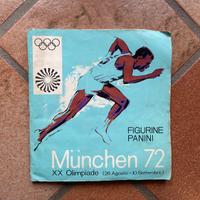 FIGURINE
PANINI
München 72
XX Olimpiade (26 Agosto - 10 Settembre)